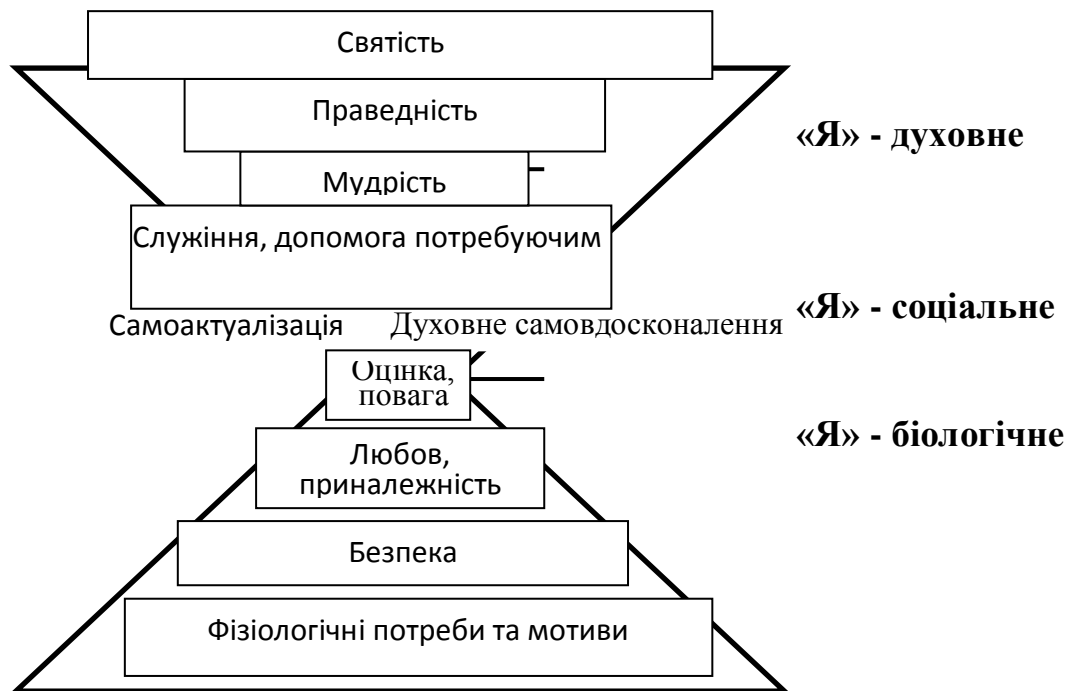 Святість
Праведність
«Я» - духовне
Мудрість
Служіння, допомога потребуючим
«Я» - соціальне
Самоактуалізація Духовне самовдосконалення
Оцінка,
повага
«Я» - біологічне
Любов,
приналежність
Безпека
Фізіологічні потреби та мотиви